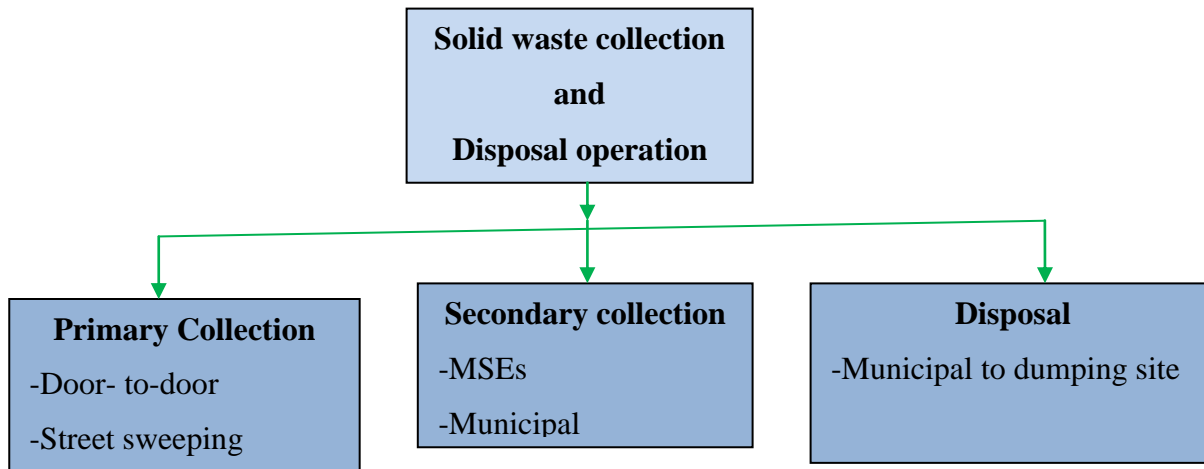 Solid waste collection
and
Disposal operation
Primary Collection
-Door- to-door
-Street sweeping
Secondary collection
-MSEs
-Municipal
Disposal
-Municipal to dumping site